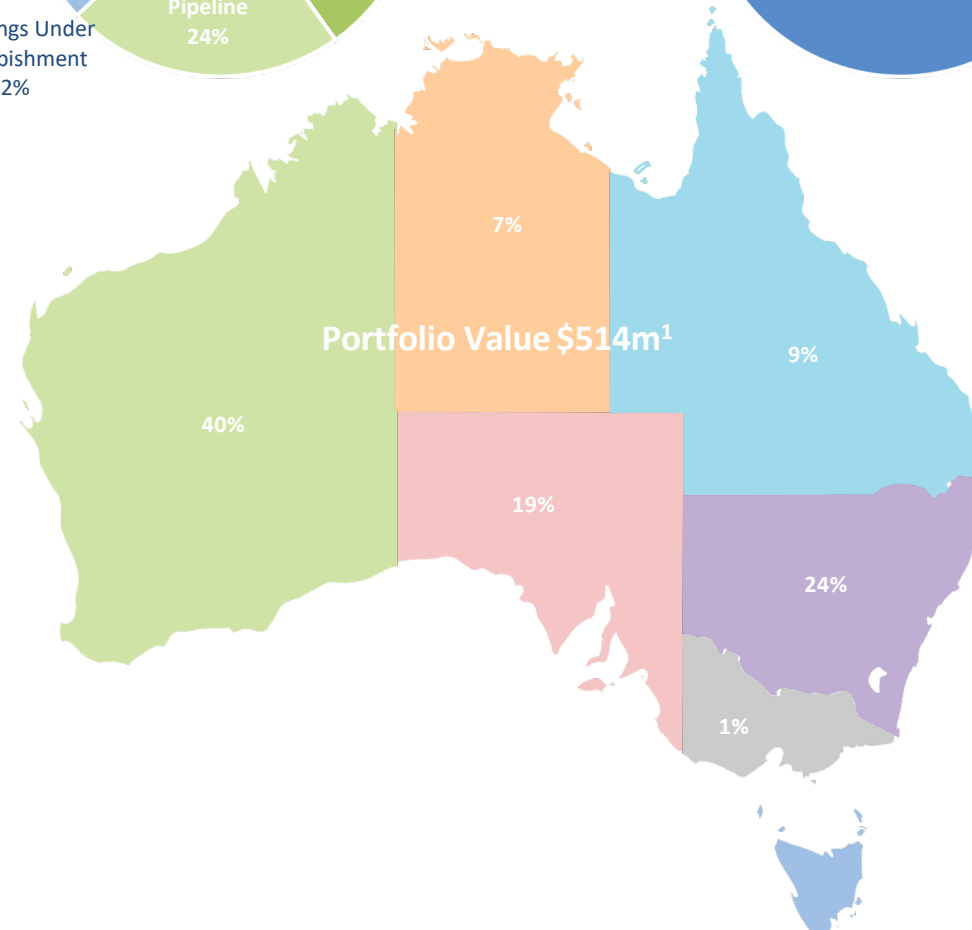 Pipeline
24%
ngs Under
bishment
2%
7%
Portfolio Value $514m¹
9%
40%
19%
24%
1%